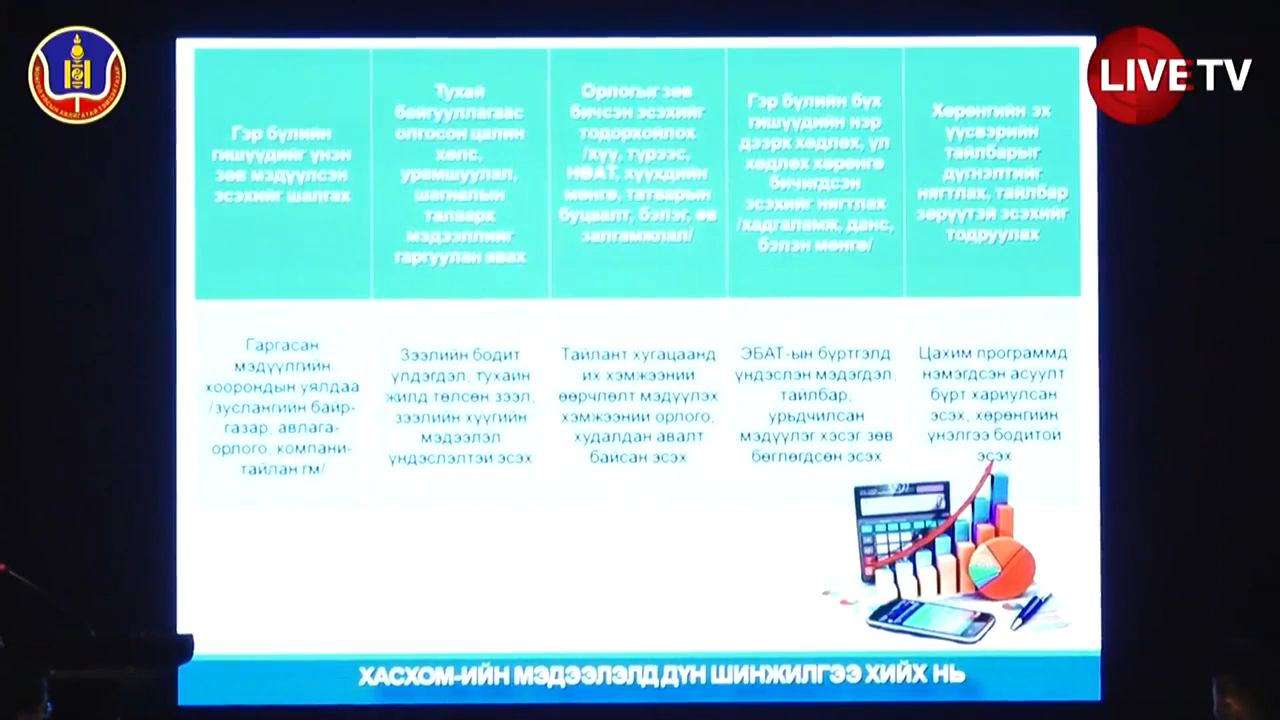 LIVE TV
Гэр бүлийн
гишүүдийг үнэн
зөв мэдүүлсэн
эсэхийг шалгах
Тухай
байгууллагаас
олгосон цалин
хөлс,
урамшуулал,
шагналын
талаарх
мэдээллийг
гаргуулан авах
Орлогыг зөв
бичсэн эсэхийг
тодорхойлох
/хүү, түрээс,
НӨАТ, хүүхдийн
мөнгө, татварын
буцаалт, бэлэг, өв
залгамжлал/
Гэр бүлийн бүх
гишүүдийн нэр
дээрх хөдлөх, үл
хөдлөх хөрөнгө
бичигдсэн
эсэхийг нягтлах
/хадгаламж, данс,
бэлэн мөнгө/
Хөрөнгийн эх
үүсвэрийн
тайлбарыг
дүгнэлтийг
нягтлах, тайлбар
зөрүүтэй эсэхийг
тодруулах
Гаргасан
мэдүүлгийн
хоорондын уялдаа
/зуслангийн байр-
газар, авлага-
орлого, компани-
тайлан гм/
Зээлийн бодит
үлдэгдэл, тухайн
жилд төлсөн зээл,
зээлийн хүүгийн
мэдээлэл
үндэслэлтэй эсэх
Тайлант хугацаанд
их хэмжээний
өөрчлөлт мэдүүлэх
хэмжээний орлого,
худалдан авалт
байсан эсэх
ЭБАТ-ын бүртгэлд
үндэслэн мэдэгдэл,
тайлбар,
урьдчилсан
мэдүүлэг хэсэг зөв
бөглөгдсөн эсэх
Цахим программд
нэмэгдсэн асуулт
бүрт хариулсан
эсэх, хөрөнгийн
үнэлгээ бодитой
эсэх
ХАСХОМ-ИЙН МЭДЭЭЛЭЛД ДҮН ШИНЖИЛГЭЭ ХИЙХ НЬ